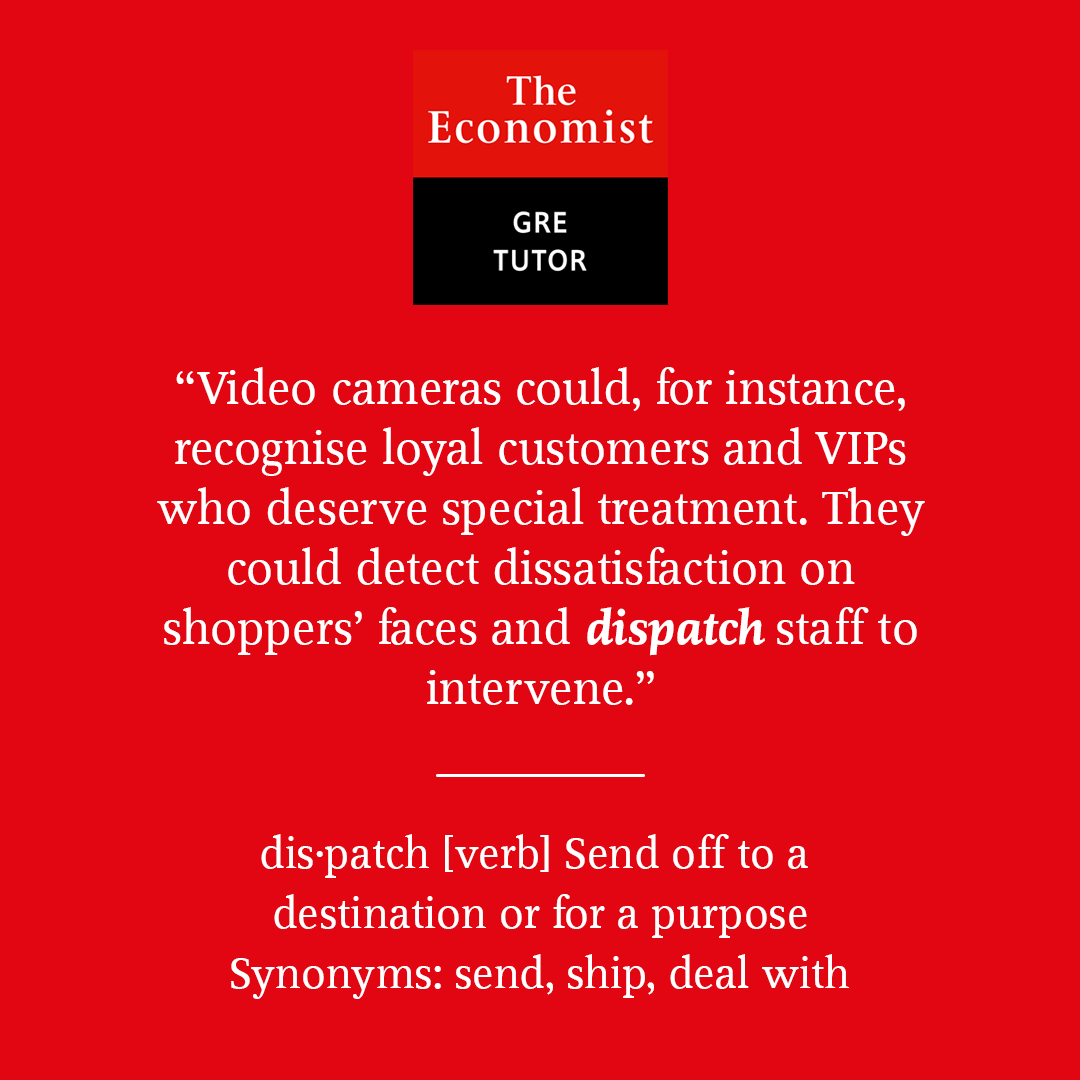 The
Economist
GRE
TUTOR
“Video cameras could, for instance,
recognise loyal customers and VIPs
who deserve special treatment. They
could detect dissatisfaction on
shoppers’ faces and dispatch staff to
intervene.”
dis·patch [verb] Send off to a
destination or for a purpose
Synonyms: send, ship, deal with